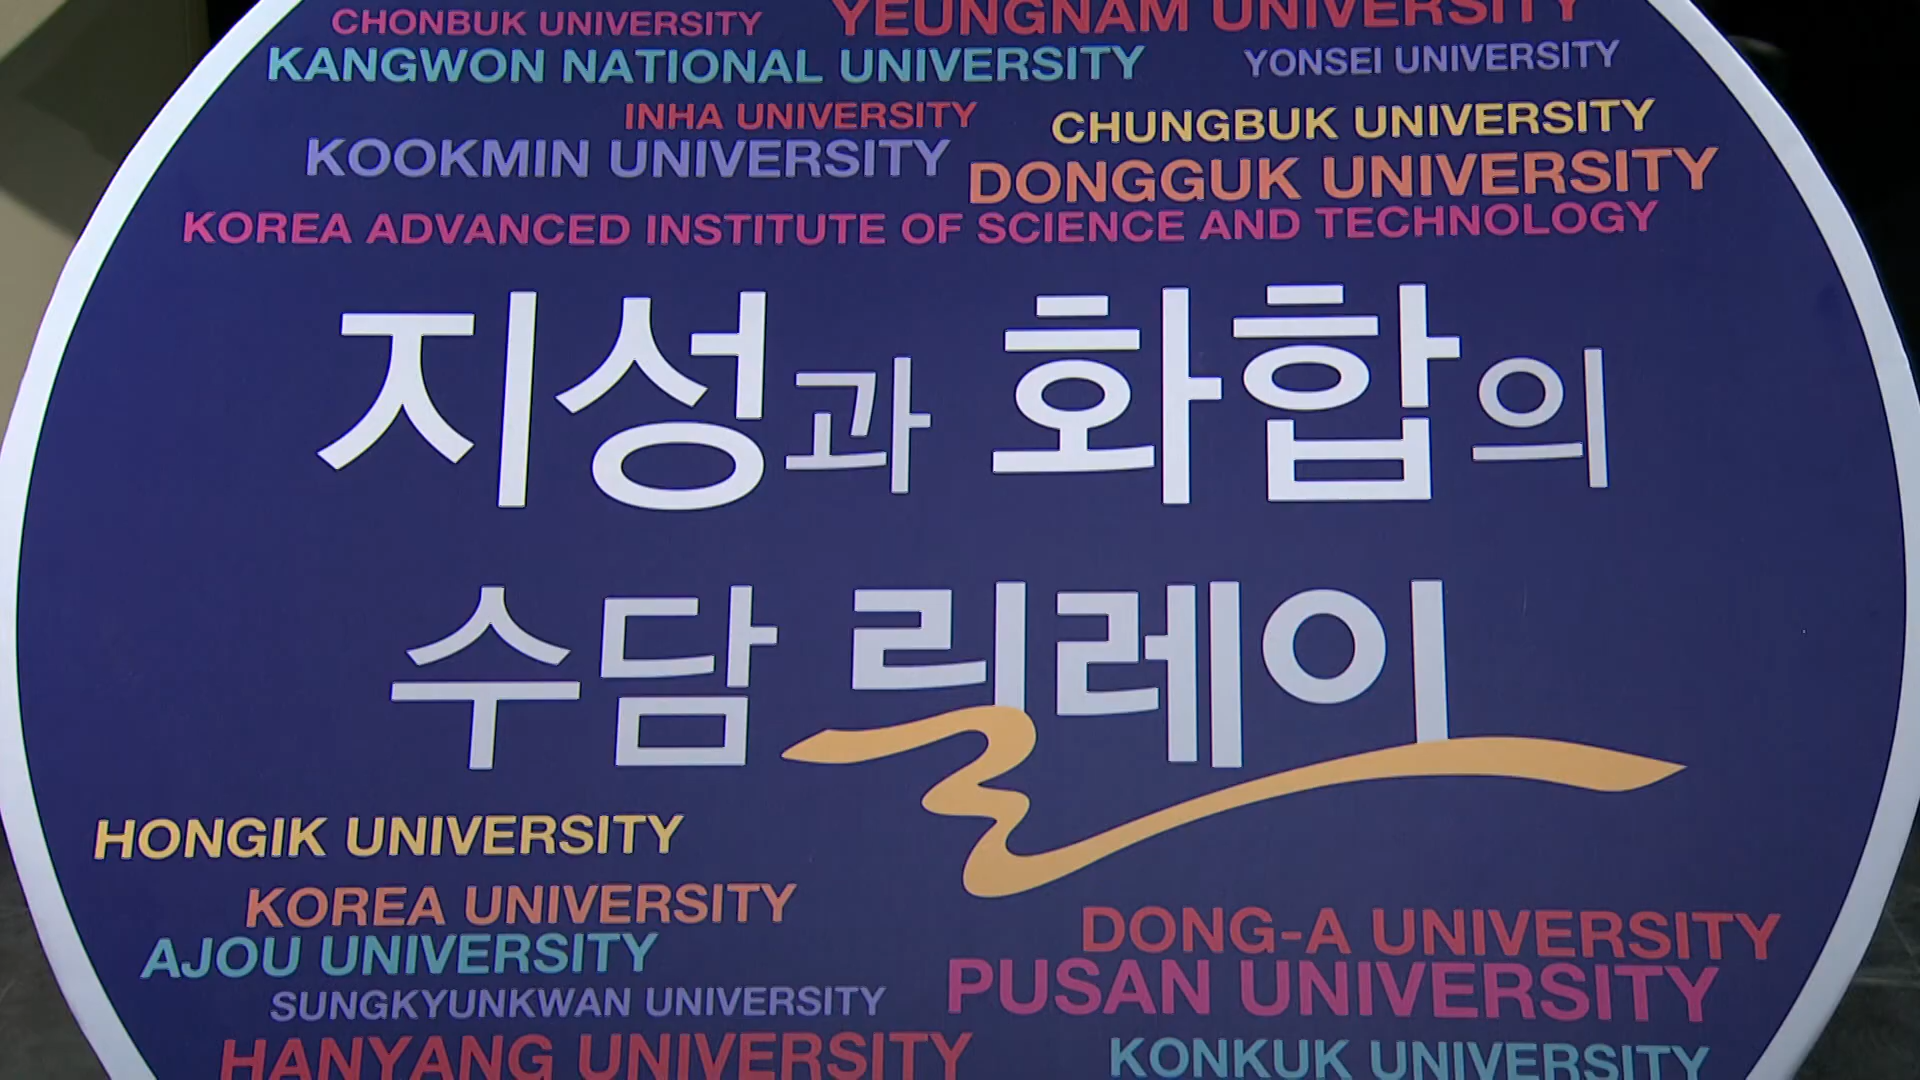 CHONBUK UNIVERSITY
YEUNGNAM UNIVERSITY
KANGWON NATIONAL UNIVERSITY
YONSEI UNIVERSITY
INHA UNIVERSITY
CHUNGBUK UNIVERSITY
KOOKMIN UNIVERSITY
DONGGUK UNIVERSITY
KOREA ADVANCED INSTITUTE OF SCIENCE AND TECHNOLOGY
지성과 화합의
수담 릴레이
HONGIK UNIVERSITY
KOREA UNIVERSITY
DONG-A UNIVERSITY
AJOU UNIVERSITY
PUSAN UNIVERSITY
SUNGKYUNKWAN UNIVERSITY
HANYANG UNIVERSITY
KONKUK UNIVERSITY